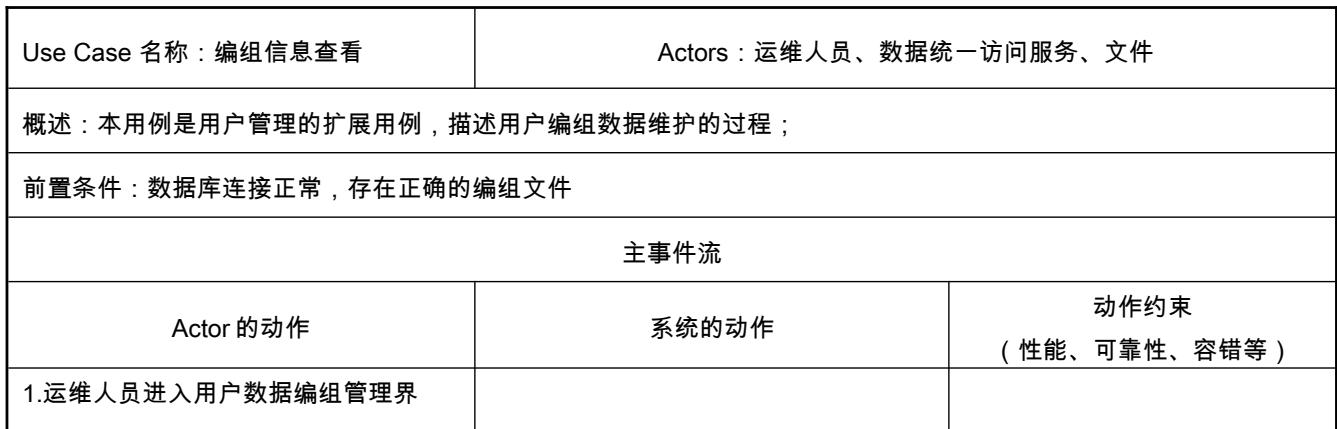 Use Case 名称：编组信息查看
Actors：运维人员、数据统一访问服务、文件
概述：本用例是用户管理的扩展用例，描述用户编组数据维护的过程；
前置条件：数据库连接正常，存在正确的编组文件
主事件流
Actor 的动作
系统的动作
动作约束
（性能、可靠性、容错等）
1.运维人员进入用户数据编组管理界